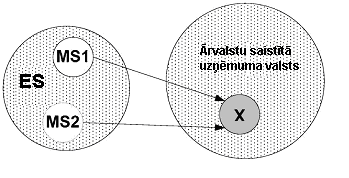 MS1
ES
MS2
Ārvalstu saistītā
uzņēmuma valsts
X